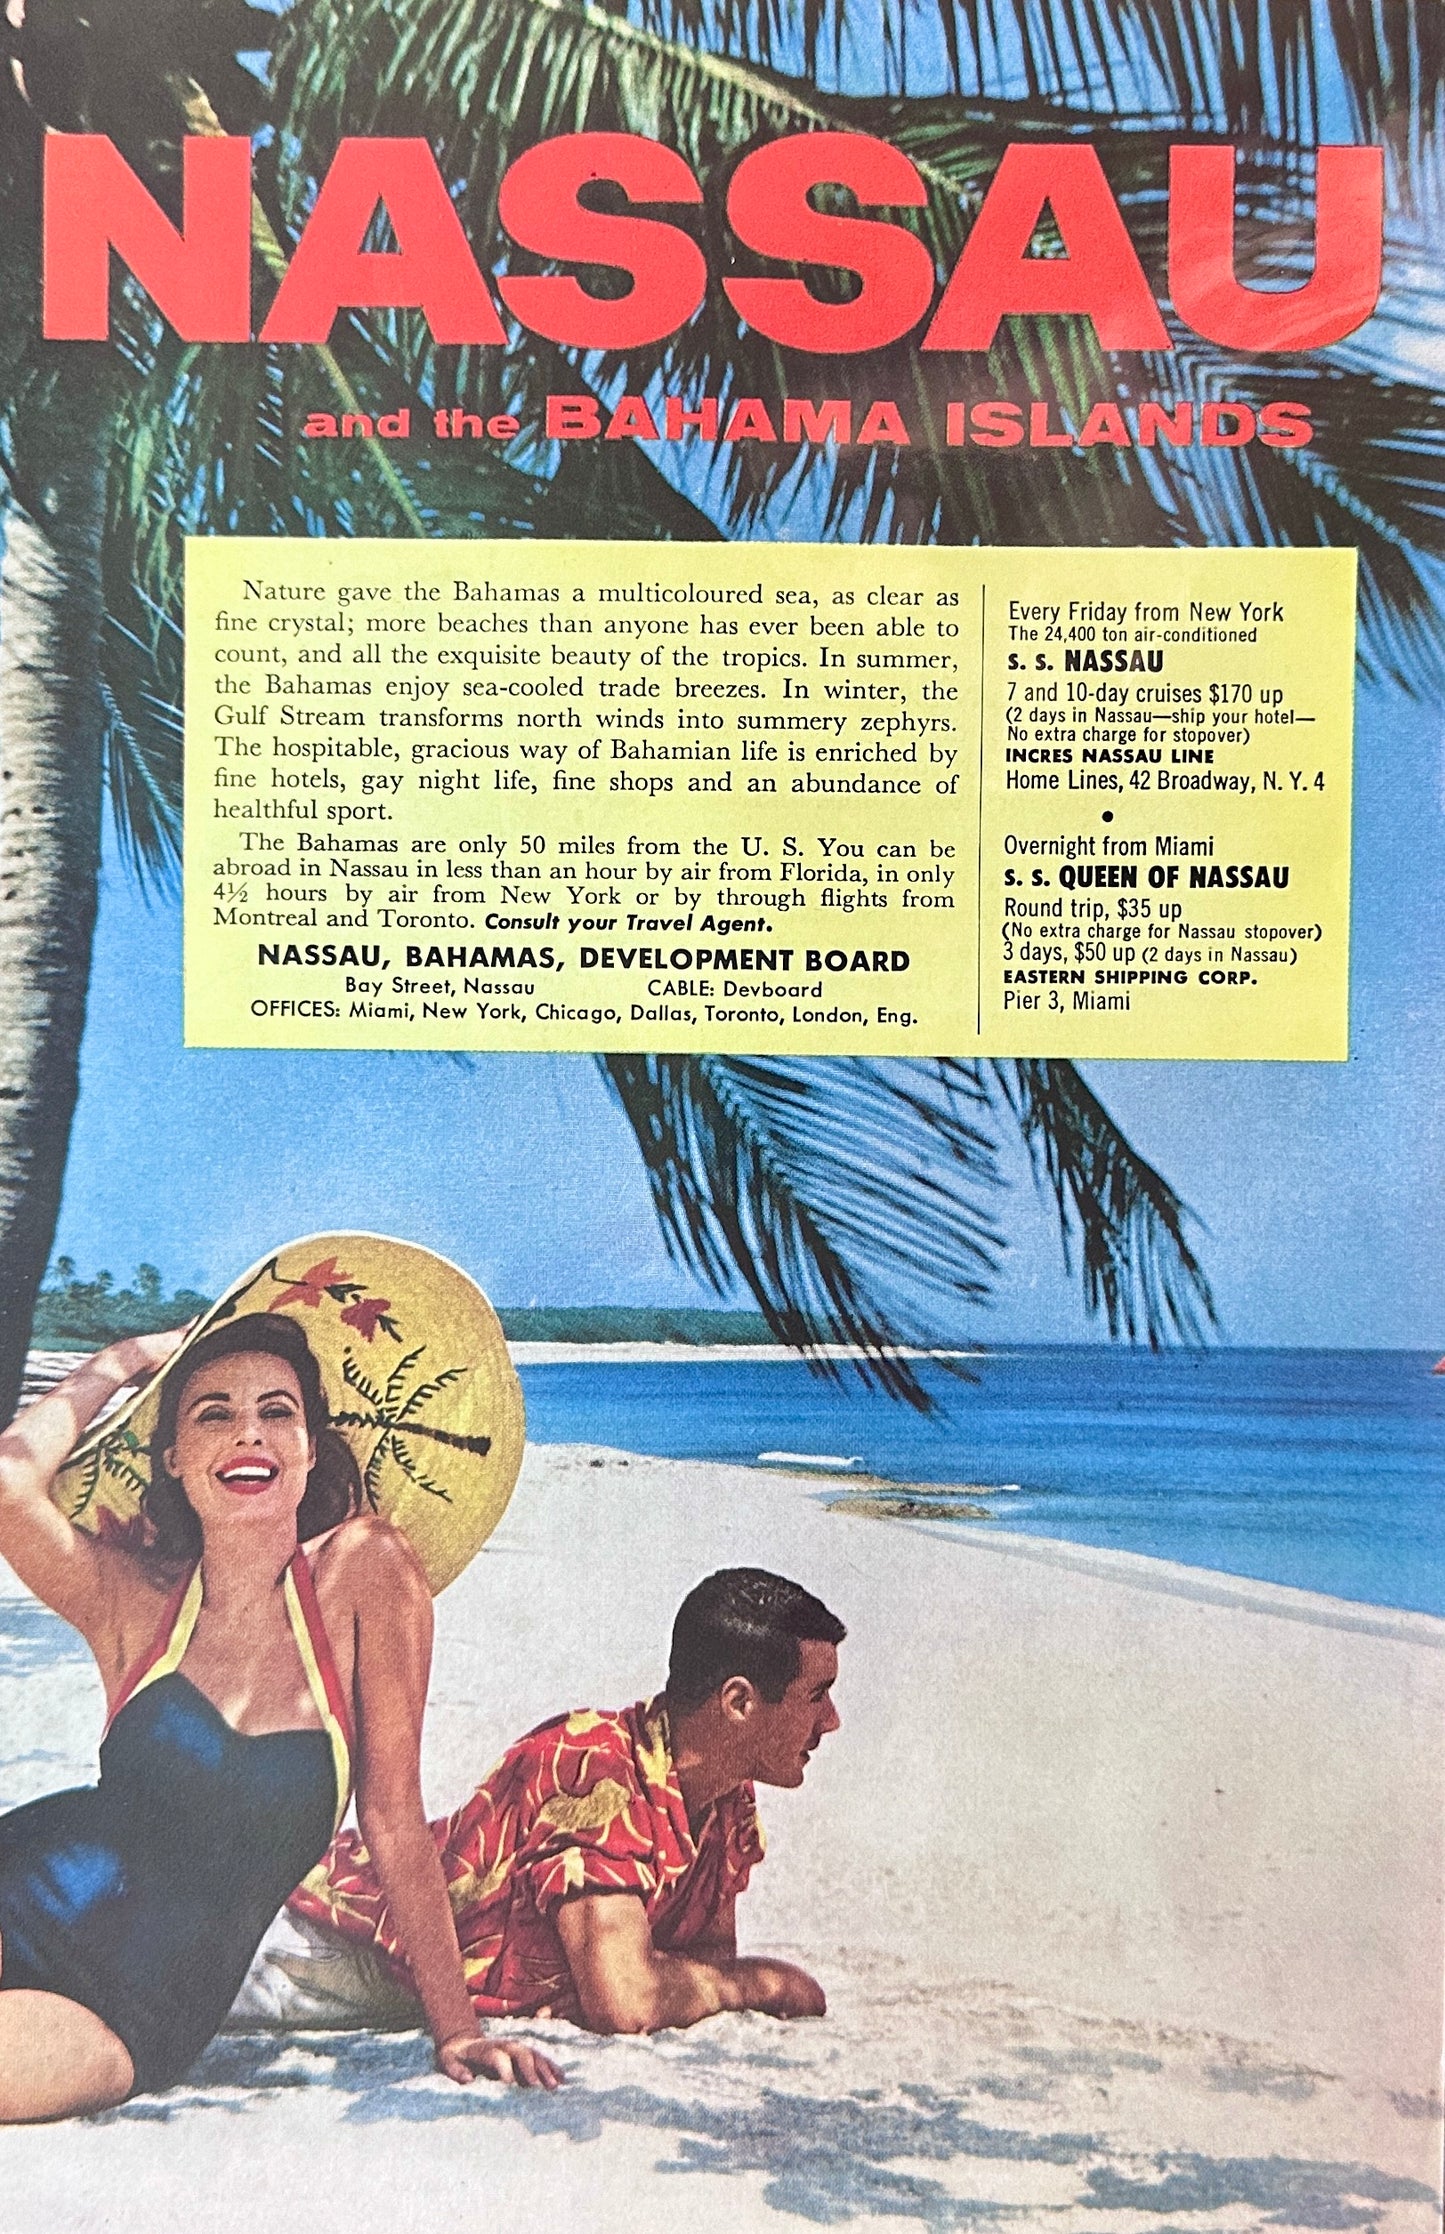 NASSAU
and the BAHAMA ISLANDS
Nature gave the Bahamas a multicoloured sea, as clear as
fine crystal; more beaches than anyone has ever been able to
count, and all the exquisite beauty of the tropics. In summer,
the Bahamas enjoy sea-cooled trade breezes. In winter, the
Gulf Stream transforms north winds into summery zephyrs.
The hospitable, gracious way of Bahamian life is enriched by
fine hotels, gay night life, fine shops and an abundance of
healthful sport.
The Bahamas are only 50 miles from the U. S. You can be
abroad in Nassau in less than an hour by air from Florida, in only
4½ hours by air from New York or by through flights from
Montreal and Toronto. Consult your Travel Agent.
NASSAU, BAHAMAS, DEVELOPMENT BOARD
Bay Street, Nassau CABLE: Devboard
OFFICES: Miami, New York, Chicago, Dallas, Toronto, London, Eng.
Every Friday from New York
The 24,400 ton air-conditioned
s. s. NASSAU
7 and 10-day cruises $170 up
(2 days in Nassau—ship your hotel—
No extra charge for stopover)
INCRES NASSAU LINE
Home Lines, 42 Broadway, N. Y. 4
•
Overnight from Miami
s. s. QUEEN OF NASSAU
Round trip, $35 up
(No extra charge for Nassau stopover)
3 days, $50 up (2 days in Nassau)
EASTERN SHIPPING CORP.
Pier 3, Miami